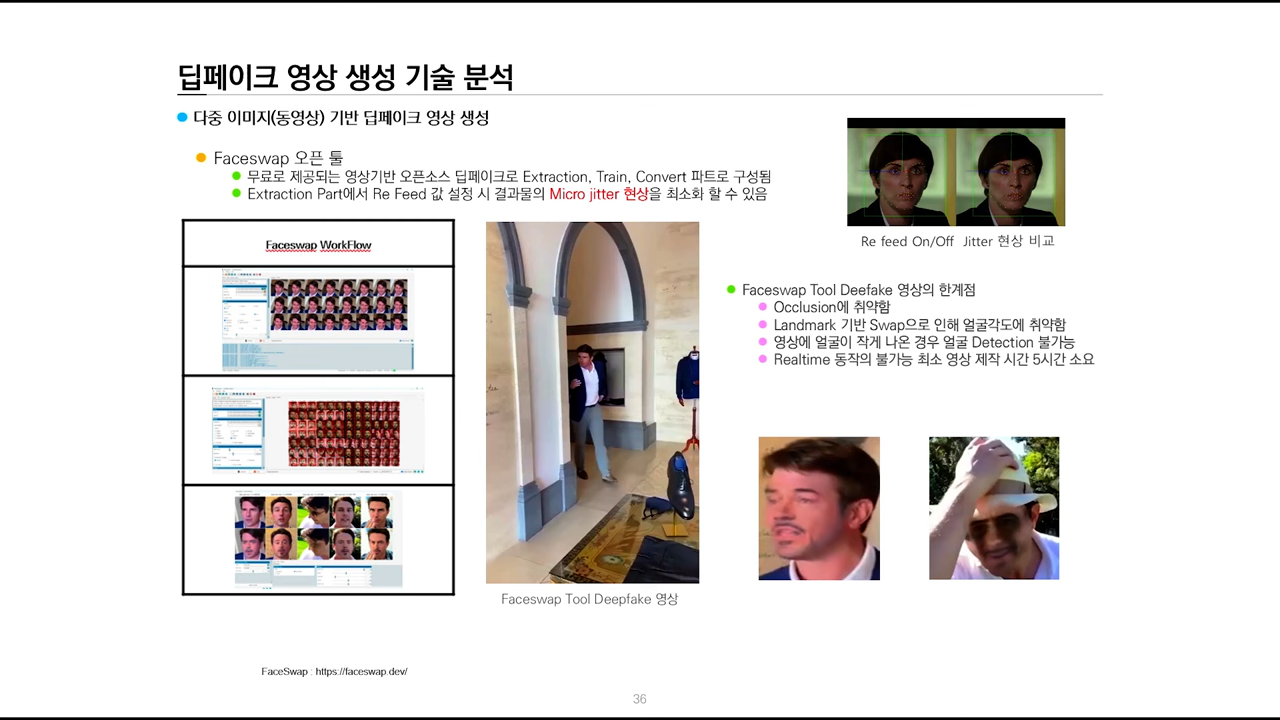 딥페이크 영상 생성 기술 분석
다중 이미지(동영상) 기반 딥페이크 영상 생성
Faceswap 오픈 툴
무료로 제공되는 영상기반 오픈소스 딥페이크로 Extraction, Train, Convert 파트로 구성됨
Extraction Part에서 Re Feed 값 설정 시 결과물의 Micro jitter 현상을 최소화 할 수 있음
Faceswap WorkFlow
Faceswap Tool Deepfake 영상
Re feed On/Off Jitter 현상 비교
Faceswap Tool Deefake 영상의 한계점
Occlusion에 취약함
Landmark 기반 Swap으로 인해 얼굴각도에 취약함
영상에 얼굴이 작게 나온 경우 얼굴 Detection 불가능
Realtime 동작의 불가능 최소 영상 제작 시간 5시간 소요
FaceSwap : https://faceswap.dev/
36